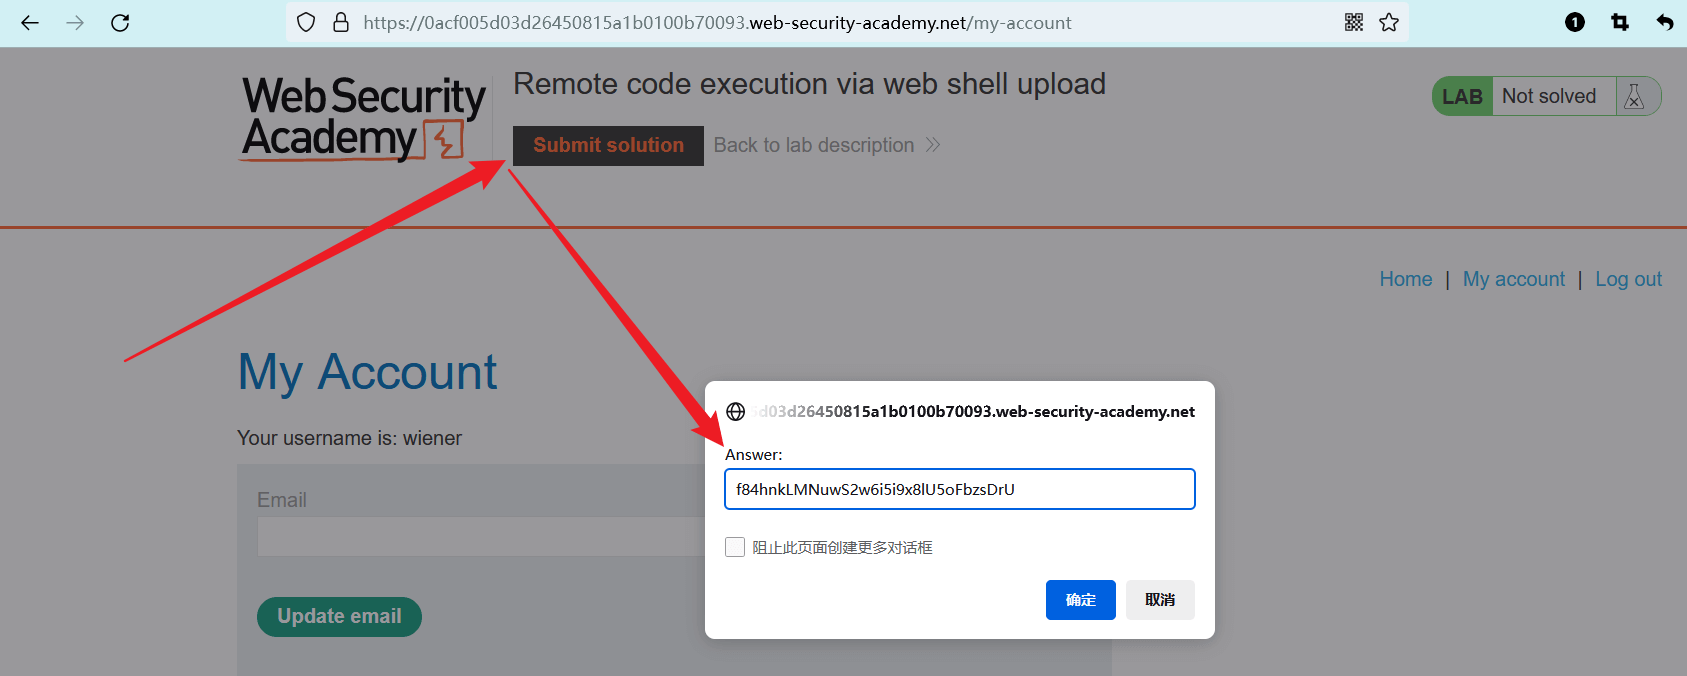 https://0acf005d03d26450815a1b0100b70093.web-security-academy.net/my-account
1
Web Security
Academy
Remote code execution via web shell upload
Submit solution
Back to lab description
LAB
Not solved
Home | My account | Log out
My Account
Your username is: wiener
Email
Update email
5d03d26450815a1b0100b70093.web-security-academy.net
Answer:
f84hnkLMNuwS2w6i5i9x8lU5oFbzsDrU
阻止此页面创建更多对话框
确定
取消